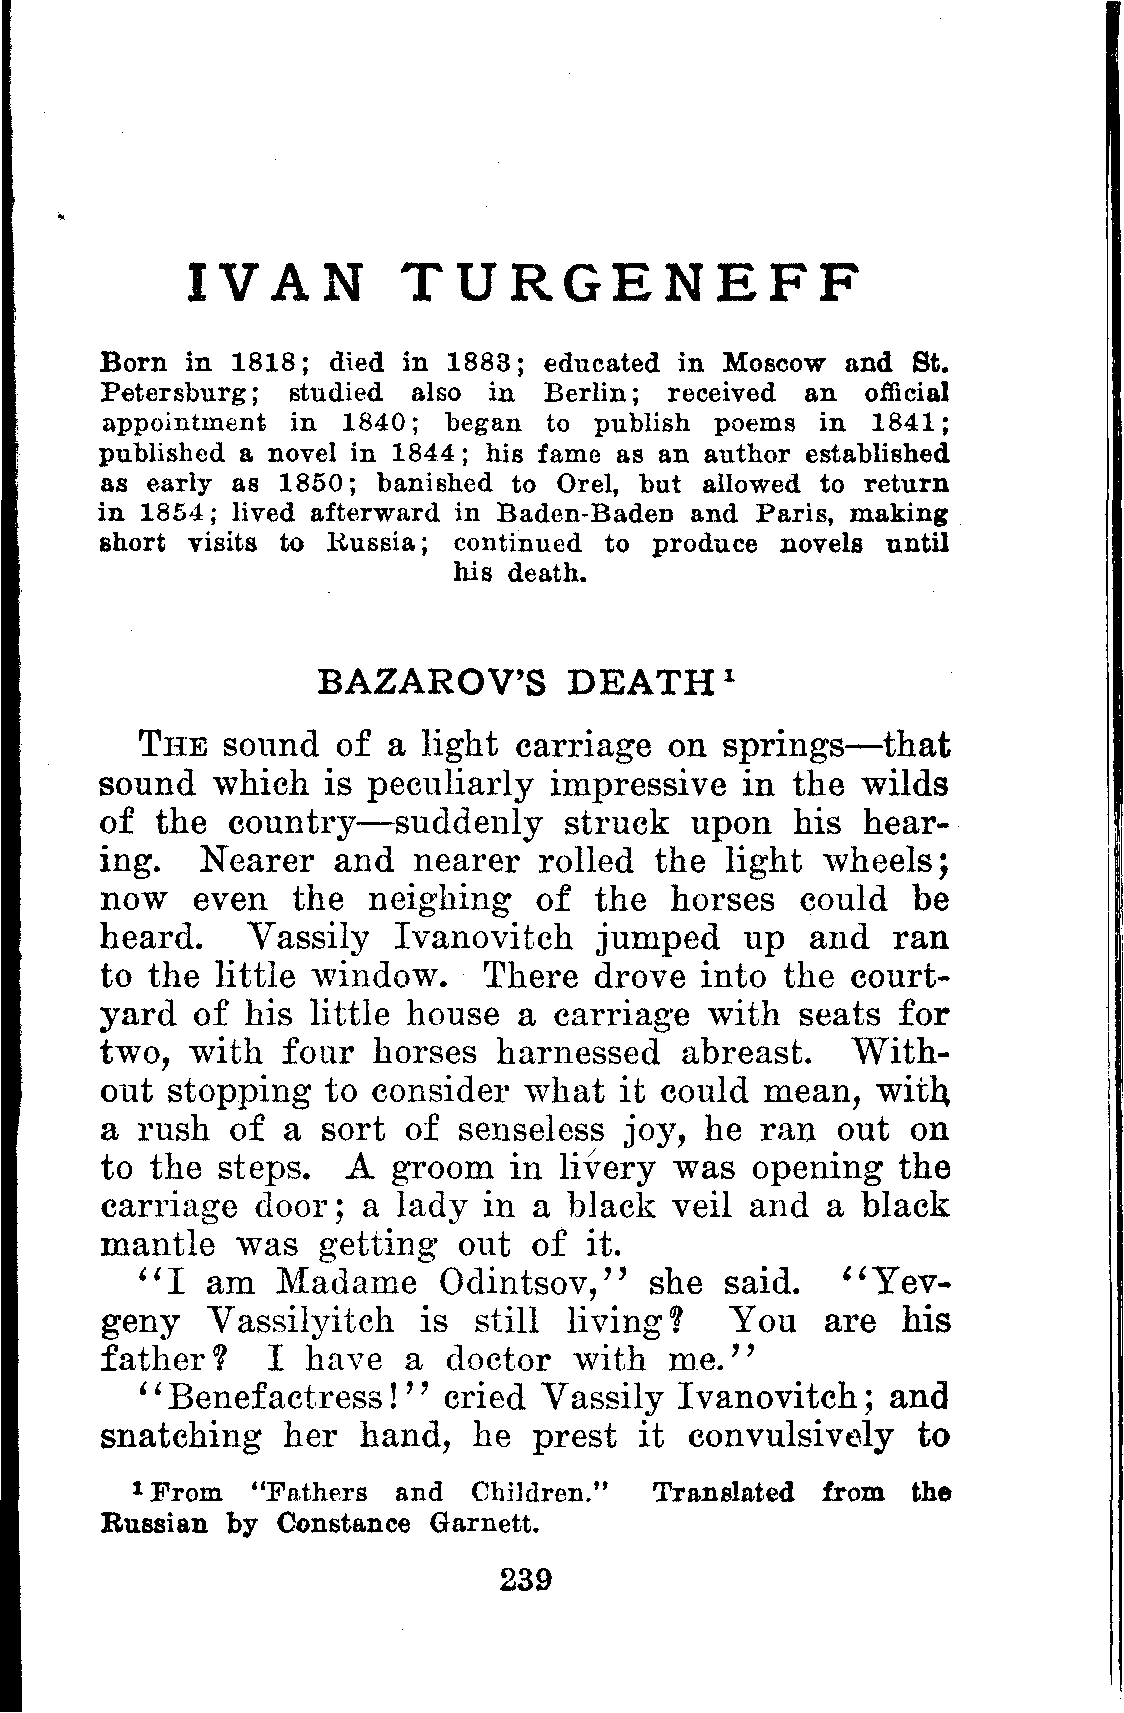 IVAN TURGENEFF
Born in 1818; died in 1883; educated in Moscow and St.
Petersburg; studied also in Berlin; received an official
appointment in 1840; began to publish poems in 1841;
published a novel in 1844; his fame as an author established
as early as 1850; banished to Orel, but allowed to return
in 1854; lived afterward in Baden-Baden and Paris, making
short visits to Russia; continued to produce novels until
his death.
BAZAROV'S DEATH¹
THE sound of a light carriage on springs—that
sound which is peculiarly impressive in the wilds
of the country—suddenly struck upon his hear-
ing. Nearer and nearer rolled the light wheels;
now even the neighing of the horses could be
heard. Vassily Ivanovitch jumped up and ran
to the little window. There drove into the court-
yard of his little house a carriage with seats for
two, with four horses harnessed abreast. With-
out stopping to consider what it could mean, with
a rush of a sort of senseless joy, he ran out on
to the steps. A groom in livery was opening the
carriage door; a lady in a black veil and a black
mantle was getting out of it.
"I am Madame Odintsov," she said. "Yev-
geny Vassilyitch is still living? You are his
father? I have a doctor with me."
"Benefactress!" cried Vassily Ivanovitch; and
snatching her hand, he prest it convulsively to
¹ From "Fathers and Children." Translated from the
Russian by Constance Garnett.
239